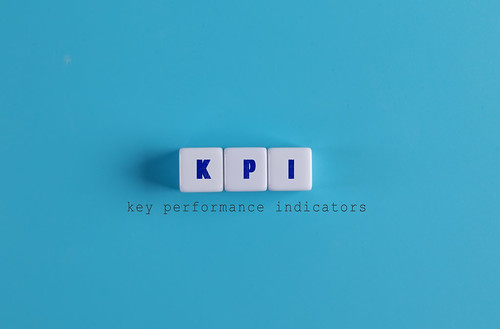 KPI
key performance indicators